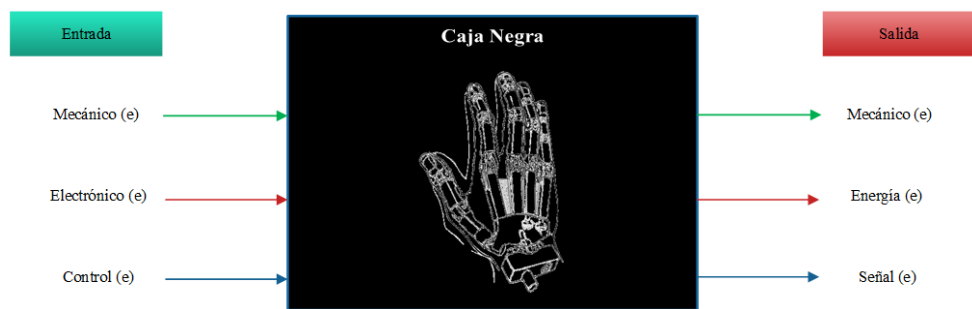 Entrada
Caja Negra
Salida
Mecánico (e)
Mecánico (e)
Electrónico (e)
Energía (e)
Control (e)
Señal (e)